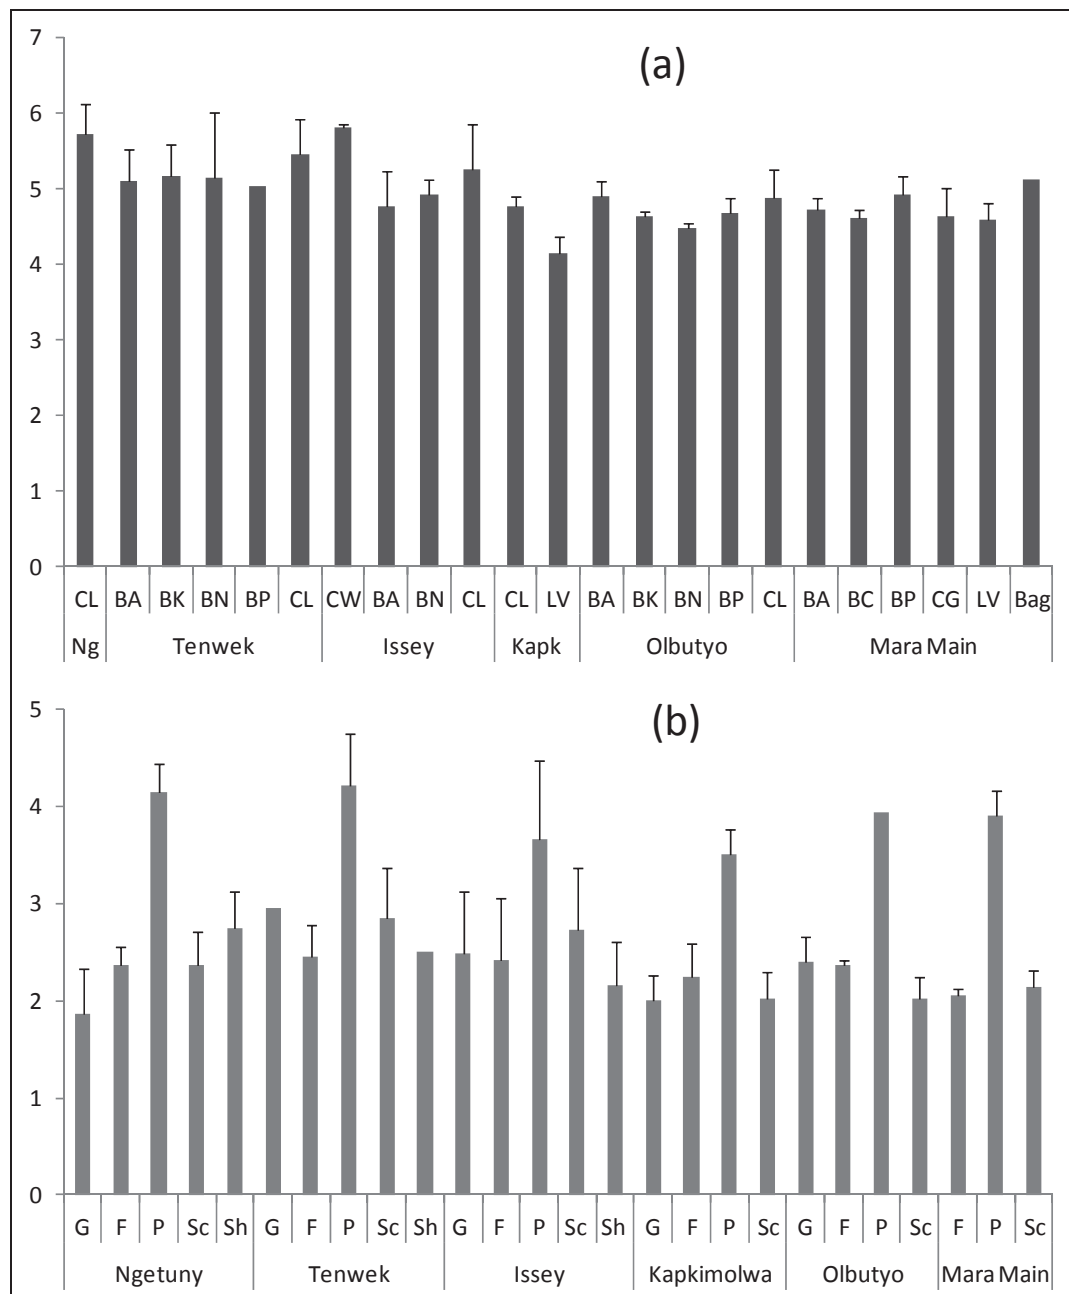 (a)
7
6
5
4
3
2
1
0
CL BA BK BN BP CL CW BA BN CL CL LV BA BK BN BP CL BA BC BP CG LV Bag
Ng Tenwek Issey Kapk Olbutyo Mara Main
(b)
5
4
3
2
1
0
G F P Sc Sh G F P Sc Sh G F P Sc Sh G F P Sc G F P Sc F P Sc
Ngetuny Tenwek Issey Kapkimolwa Olbutyo Mara Main